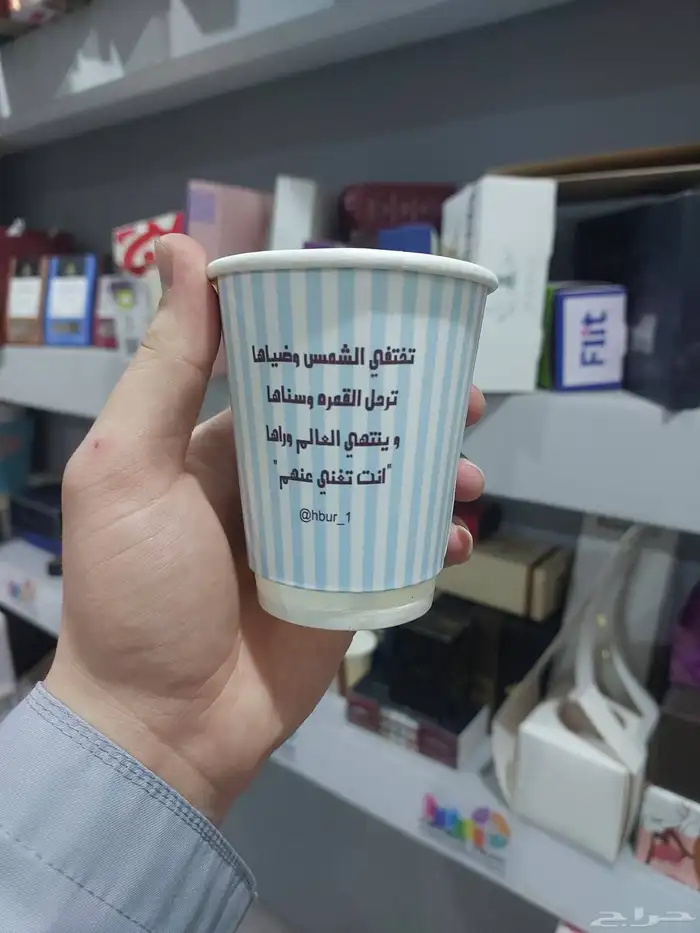 تختفي الشمس وضياها
ترحل القمره وسناها
و ينتهي العالم وراها
"انت تغني عنهم"
@hbur_1
Flit
حراج